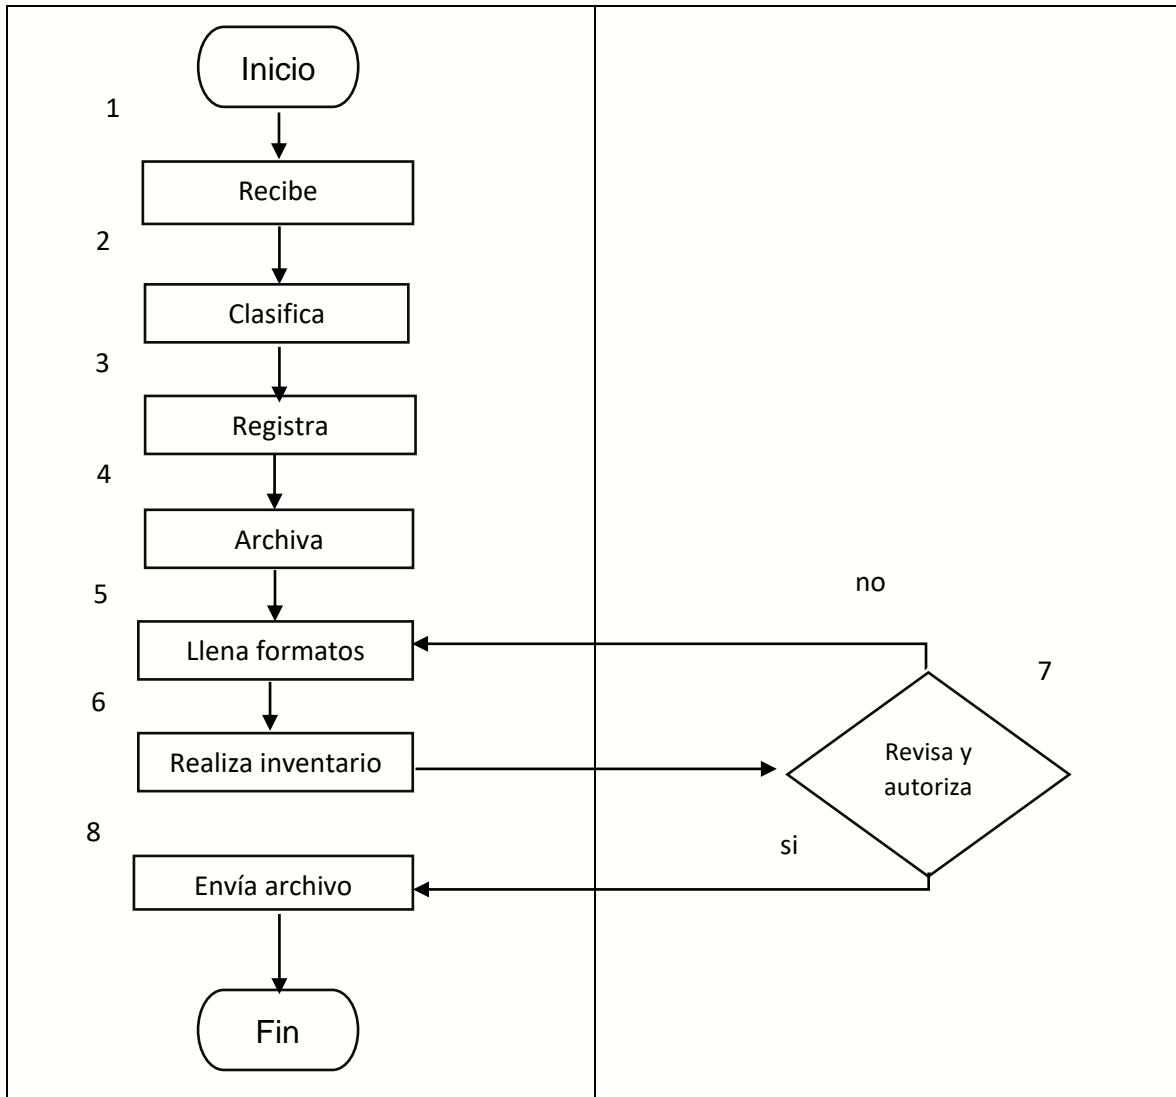 Inicio
1
Recibe
2
Clasifica
3
Registra
4
Archiva
5
no
Llena formatos
7
6
Realiza inventario
Revisa y
autoriza
8
si
Envía archivo
Fin